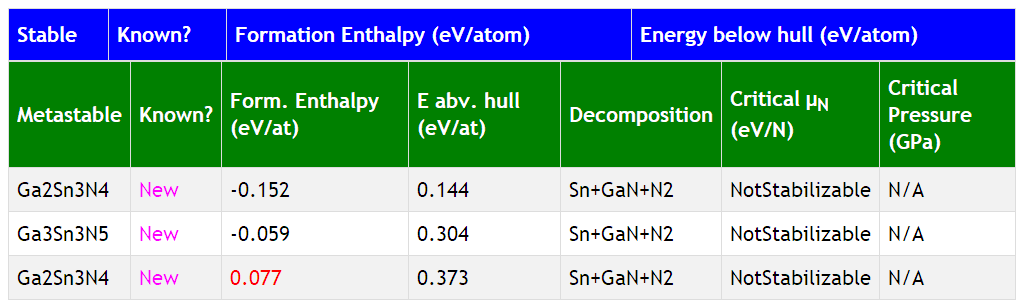 Stable Known? Formation Enthalpy (eV/atom) Energy below hull (eV/atom)
Metastable Known? Form. Enthalpy (eV/at) E abv. hull (eV/at) Decomposition Critical μN (eV/N) Critical Pressure (GPa)
Ga2Sn3N4 New -0.152 0.144 Sn+GaN+N2 NotStabilizable N/A
Ga3Sn3N5 New -0.059 0.304 Sn+GaN+N2 NotStabilizable N/A
Ga2Sn3N4 New 0.077 0.373 Sn+GaN+N2 NotStabilizable N/A